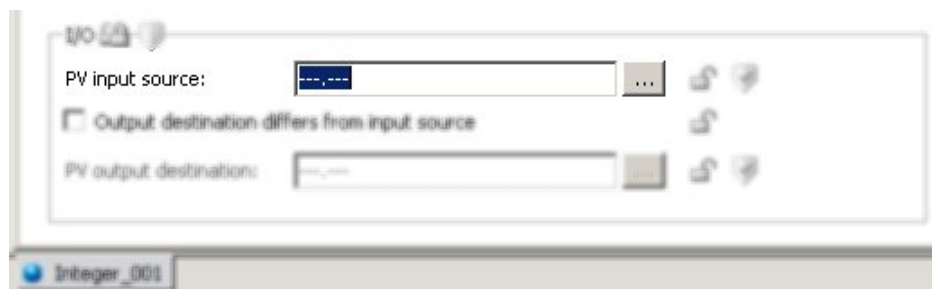 I/O
PV input source: ---.--- ...
Output destination differs from input source
PV output destination: ---.--- ...
Integer_001